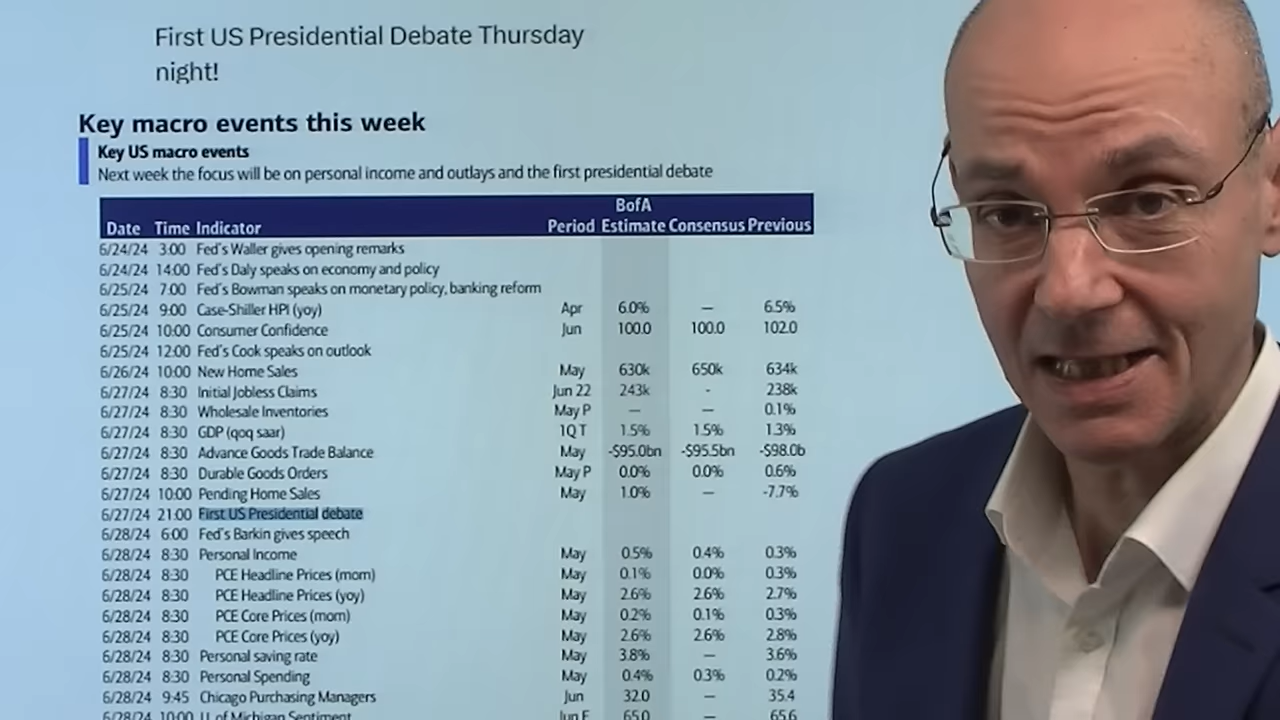 First US Presidential Debate Thursday
night!
Key macro events this week
Key US macro events
Next week the focus will be on personal income and outlays and the first presidential debate
BofA
Date Time Indicator Period Estimate Consensus Previous
6/24/24 3:00 Fed's Waller gives opening remarks
6/24/24 14:00 Fed's Daly speaks on economy and policy
6/25/24 7:00 Fed's Bowman speaks on monetary policy, banking reform
6/25/24 9:00 Case-Shiller HPI (yoy) Apr 6.0% — 6.5%
6/25/24 10:00 Consumer Confidence Jun 100.0 100.0 102.0
6/25/24 12:00 Fed's Cook speaks on outlook
6/26/24 10:00 New Home Sales May 630k 650k 634k
6/27/24 8:30 Initial Jobless Claims Jun 22 243k - 238k
6/27/24 8:30 Wholesale Inventories May P — — 0.1%
6/27/24 8:30 GDP (qoq saar) 1Q T 1.5% 1.5% 1.3%
6/27/24 8:30 Advance Goods Trade Balance May -$95.0bn -$95.5bn -$98.0b
6/27/24 8:30 Durable Goods Orders May P 0.0% 0.0% 0.6%
6/27/24 10:00 Pending Home Sales May 1.0% — -7.7%
6/27/24 21:00 First US Presidential debate
6/28/24 6:00 Fed's Barkin gives speech
6/28/24 8:30 Personal Income May 0.5% 0.4% 0.3%
6/28/24 8:30 PCE Headline Prices (mom) May 0.1% 0.0% 0.3%
6/28/24 8:30 PCE Headline Prices (yoy) May 2.6% 2.6% 2.7%
6/28/24 8:30 PCE Core Prices (mom) May 0.2% 0.1% 0.3%
6/28/24 8:30 PCE Core Prices (yoy) May 2.6% 2.6% 2.8%
6/28/24 8:30 Personal saving rate May 3.8% — 3.6%
6/28/24 8:30 Personal Spending May 0.4% 0.3% 0.2%
6/28/24 9:45 Chicago Purchasing Managers Jun 32.0 — 35.4
6/28/24 10:00 U. of Michigan Sentiment Jun F 65.0 — 65.6